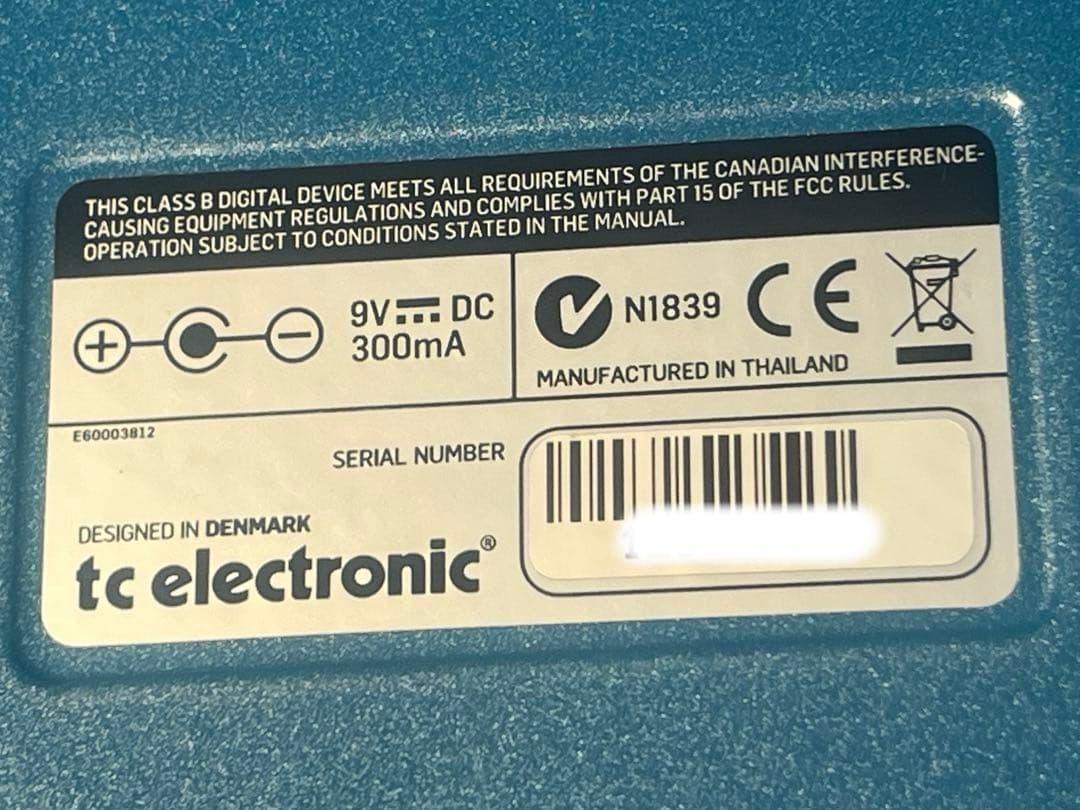 THIS CLASS B DIGITAL DEVICE MEETS ALL REQUIREMENTS OF THE CANADIAN INTERFERENCE-
CAUSING EQUIPMENT REGULATIONS AND COMPLIES WITH PART 15 OF THE FCC RULES.
OPERATION SUBJECT TO CONDITIONS STATED IN THE MANUAL.
9V DC
300mA
N1839 CE
MANUFACTURED IN THAILAND
E60003812
SERIAL NUMBER
DESIGNED IN DENMARK
tc electronic®